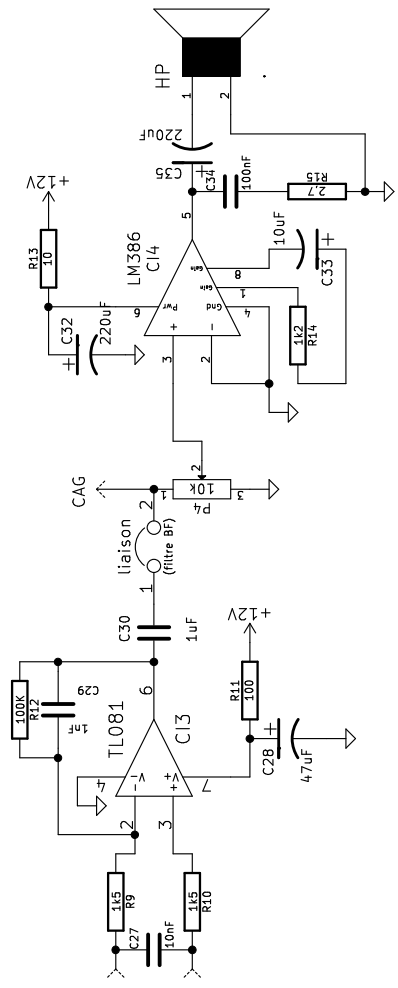 HP
1
2
220uF
C35
+
C34
100nF
R15
2,7
+12V
R13
10
5
LM386
CI4
10uF
+
C33
8
Gain
1
Gain
4
Gnd
6
Pwr
C32
220uF
+
+
-
3
2
1k2
R14
CAG
1
2
3
10k
P4
2
liaison
(filtre BF)
1
C30
1uF
+12V
R11
100
100K
R12
C29
1nF
6
TL081
CI3
4
V-
V+
7
-
+
2
3
C28
+
47uF
1k5
R9
1k5
R10
C27
10nF